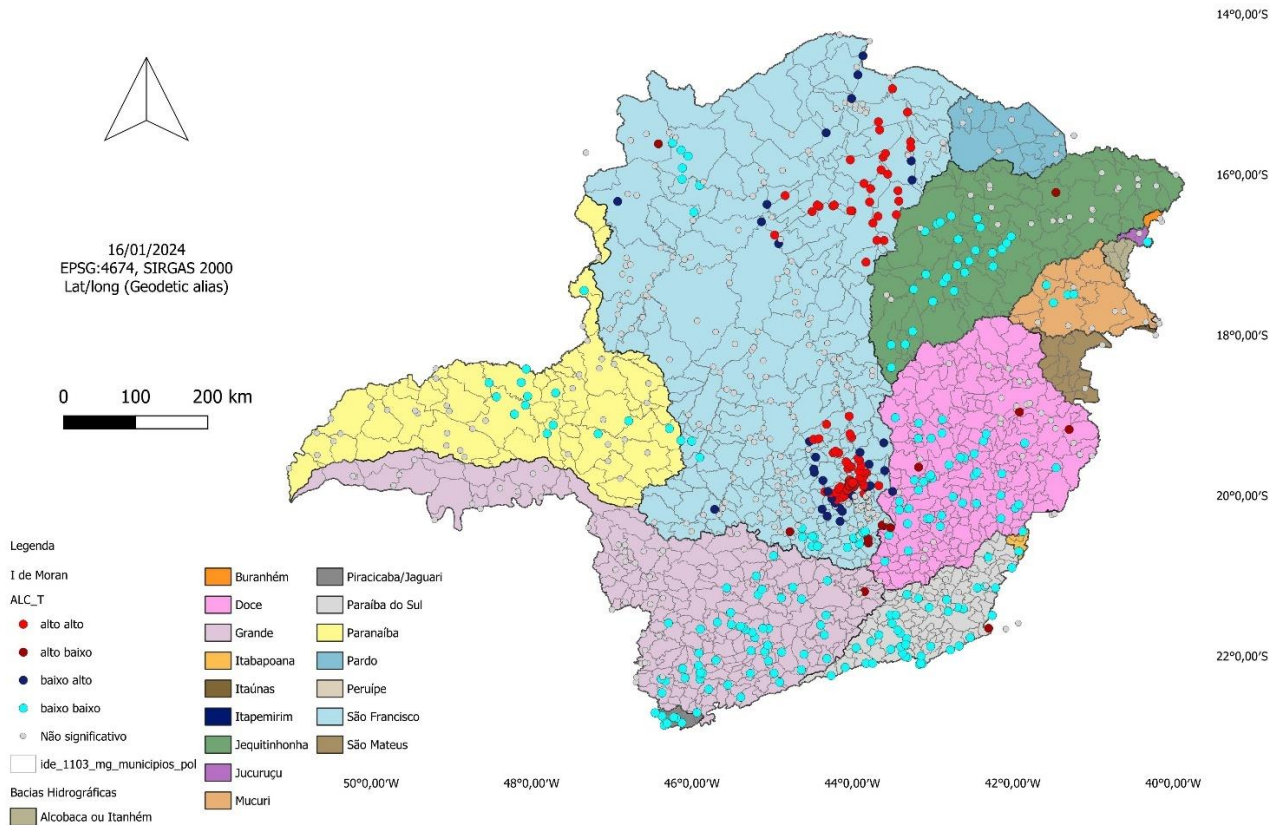 14°0,00'S
16°0,00'S
16/01/2024
EPSG:4674, SIRGAS 2000
Lat/long (Geodetic alias)
18°0,00'S
0 100 200 km
20°0,00'S
Legenda
I de Moran
ALC_T
alto alto
alto baixo
baixo alto
baixo baixo
Não significativo
ide_1103_mg_municipios_pol
Bacias Hidrográficas
Alcobaca ou Itanhém
Buranhém
Doce
Grande
Itabapoana
Itaúnas
Itapemirim
Jequitinhonha
Jucuruçu
Mucuri
Piracicaba/Jaguari
Paraíba do Sul
Paranaíba
Pardo
Peruípe
São Francisco
São Mateus
22°0,00'S
50°0,00'W 48°0,00'W 46°0,00'W 44°0,00'W 42°0,00'W 40°0,00'W